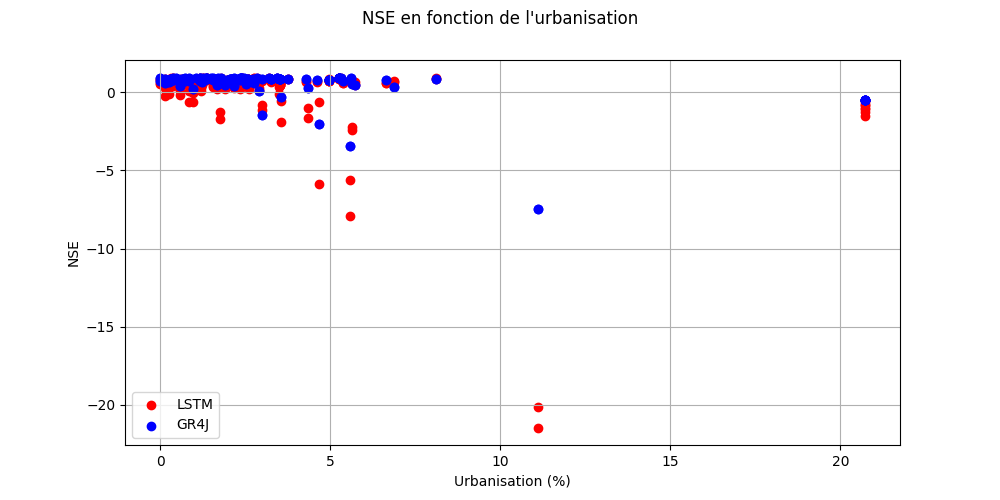 NSE en fonction de l'urbanisation
0
−5
−10
−15
−20
NSE
LSTM
GR4J
0
5
10
15
20
Urbanisation (%)